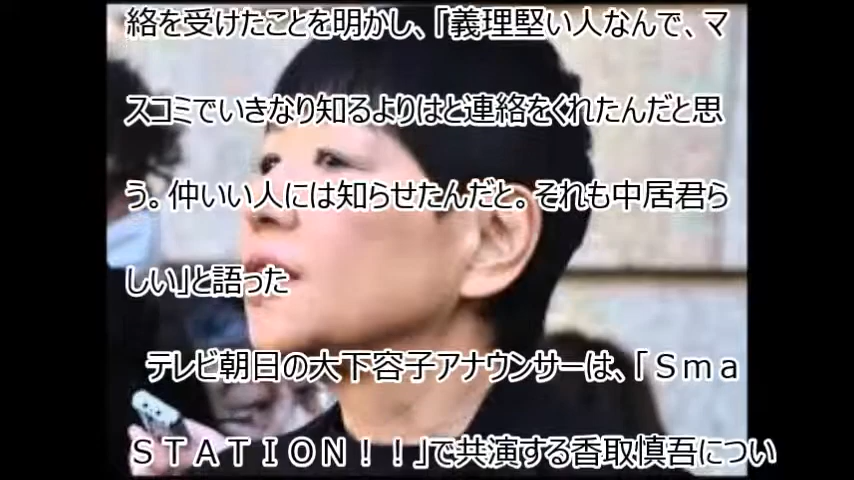 絡を受けたことを明かし、「義理堅い人なんで、マ
スコミでいきなり知るよりはと連絡をくれたんだと思
う。仲いい人には知らせたんだと。それも中居君ら
しい」と語った
テレビ朝日の大下容子アナウンサーは、「Ｓｍａ
ＳＴＡＴＩＯＮ！！」で共演する香取慎吾につい